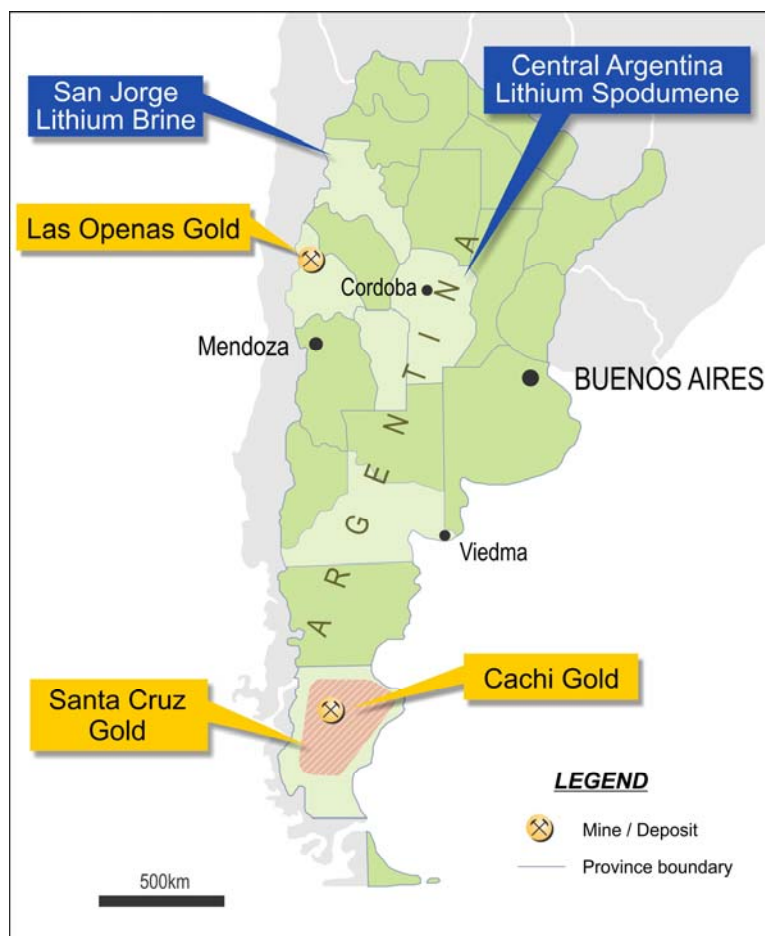 San Jorge
Lithium Brine
Central Argentina
Lithium Spodumene
Las Openas Gold
Cordoba
Mendoza
BUENOS AIRES
ARGENTINA
Viedma
Santa Cruz
Gold
Cachi Gold
LEGEND
Mine / Deposit
Province boundary
500km